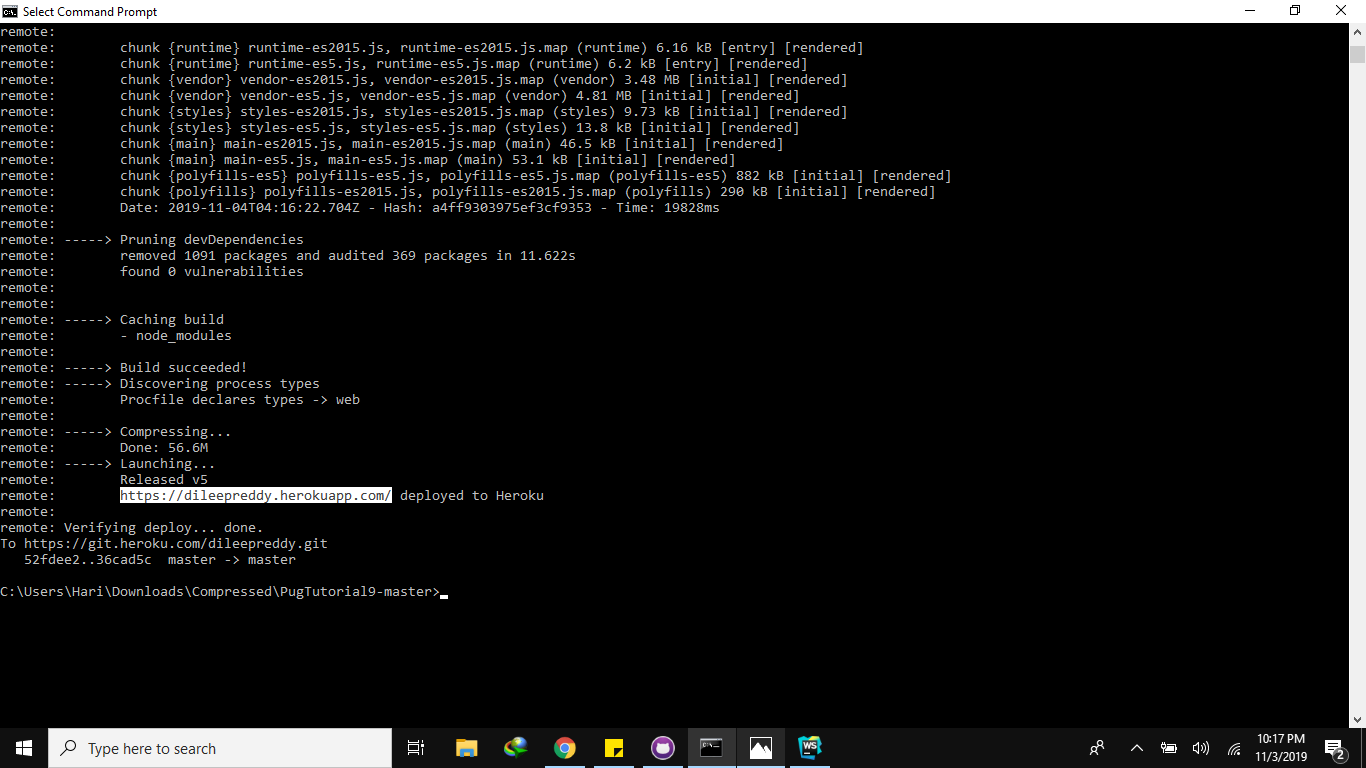 Select Command Prompt
remote:
remote:        chunk {runtime} runtime-es2015.js, runtime-es2015.js.map (runtime) 6.16 kB [entry] [rendered]
remote:        chunk {runtime} runtime-es5.js, runtime-es5.js.map (runtime) 6.2 kB [entry] [rendered]
remote:        chunk {vendor} vendor-es2015.js, vendor-es2015.js.map (vendor) 3.48 MB [initial] [rendered]
remote:        chunk {vendor} vendor-es5.js, vendor-es5.js.map (vendor) 4.81 MB [initial] [rendered]
remote:        chunk {styles} styles-es2015.js, styles-es2015.js.map (styles) 9.73 kB [initial] [rendered]
remote:        chunk {styles} styles-es5.js, styles-es5.js.map (styles) 13.8 kB [initial] [rendered]
remote:        chunk {main} main-es2015.js, main-es2015.js.map (main) 46.5 kB [initial] [rendered]
remote:        chunk {main} main-es5.js, main-es5.js.map (main) 53.1 kB [initial] [rendered]
remote:        chunk {polyfills-es5} polyfills-es5.js, polyfills-es5.js.map (polyfills-es5) 882 kB [initial] [rendered]
remote:        chunk {polyfills} polyfills-es2015.js, polyfills-es2015.js.map (polyfills) 290 kB [initial] [rendered]
remote:        Date: 2019-11-04T04:16:22.704Z - Hash: a4ff9303975ef3cf9353 - Time: 19828ms
remote:
remote: -----> Pruning devDependencies
remote:        removed 1091 packages and audited 369 packages in 11.622s
remote:        found 0 vulnerabilities
remote:
remote:
remote: -----> Caching build
remote:        - node_modules
remote:
remote: -----> Build succeeded!
remote: -----> Discovering process types
remote:        Procfile declares types -> web
remote:
remote: -----> Compressing...
remote:        Done: 56.6M
remote: -----> Launching...
remote:        Released v5
remote:        https://dileepreddy.herokuapp.com/ deployed to Heroku
remote:
remote: Verifying deploy... done.
To https://git.heroku.com/dileepreddy.git
   52fdee2..36cad5c  master -> master
C:\Users\Hari\Downloads\Compressed\PugTutorial9-master>
Type here to search
WS
10:17 PM
11/3/2019
2